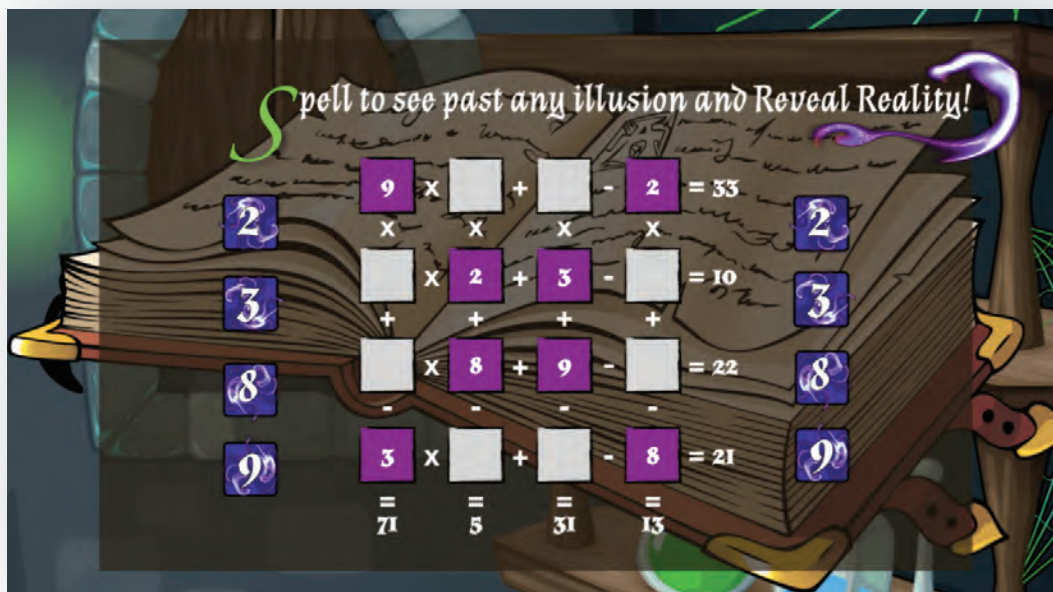 Spell to see past any illusion and Reveal Reality!
9 x + - 2 = 33
x x x x
x 2 + 3 - = 10
+ + + +
x 8 + 9 - = 22
- - - -
3 x + - 8 = 21
= = = =
71 5 31 13
2
3
8
9
2
3
8
9